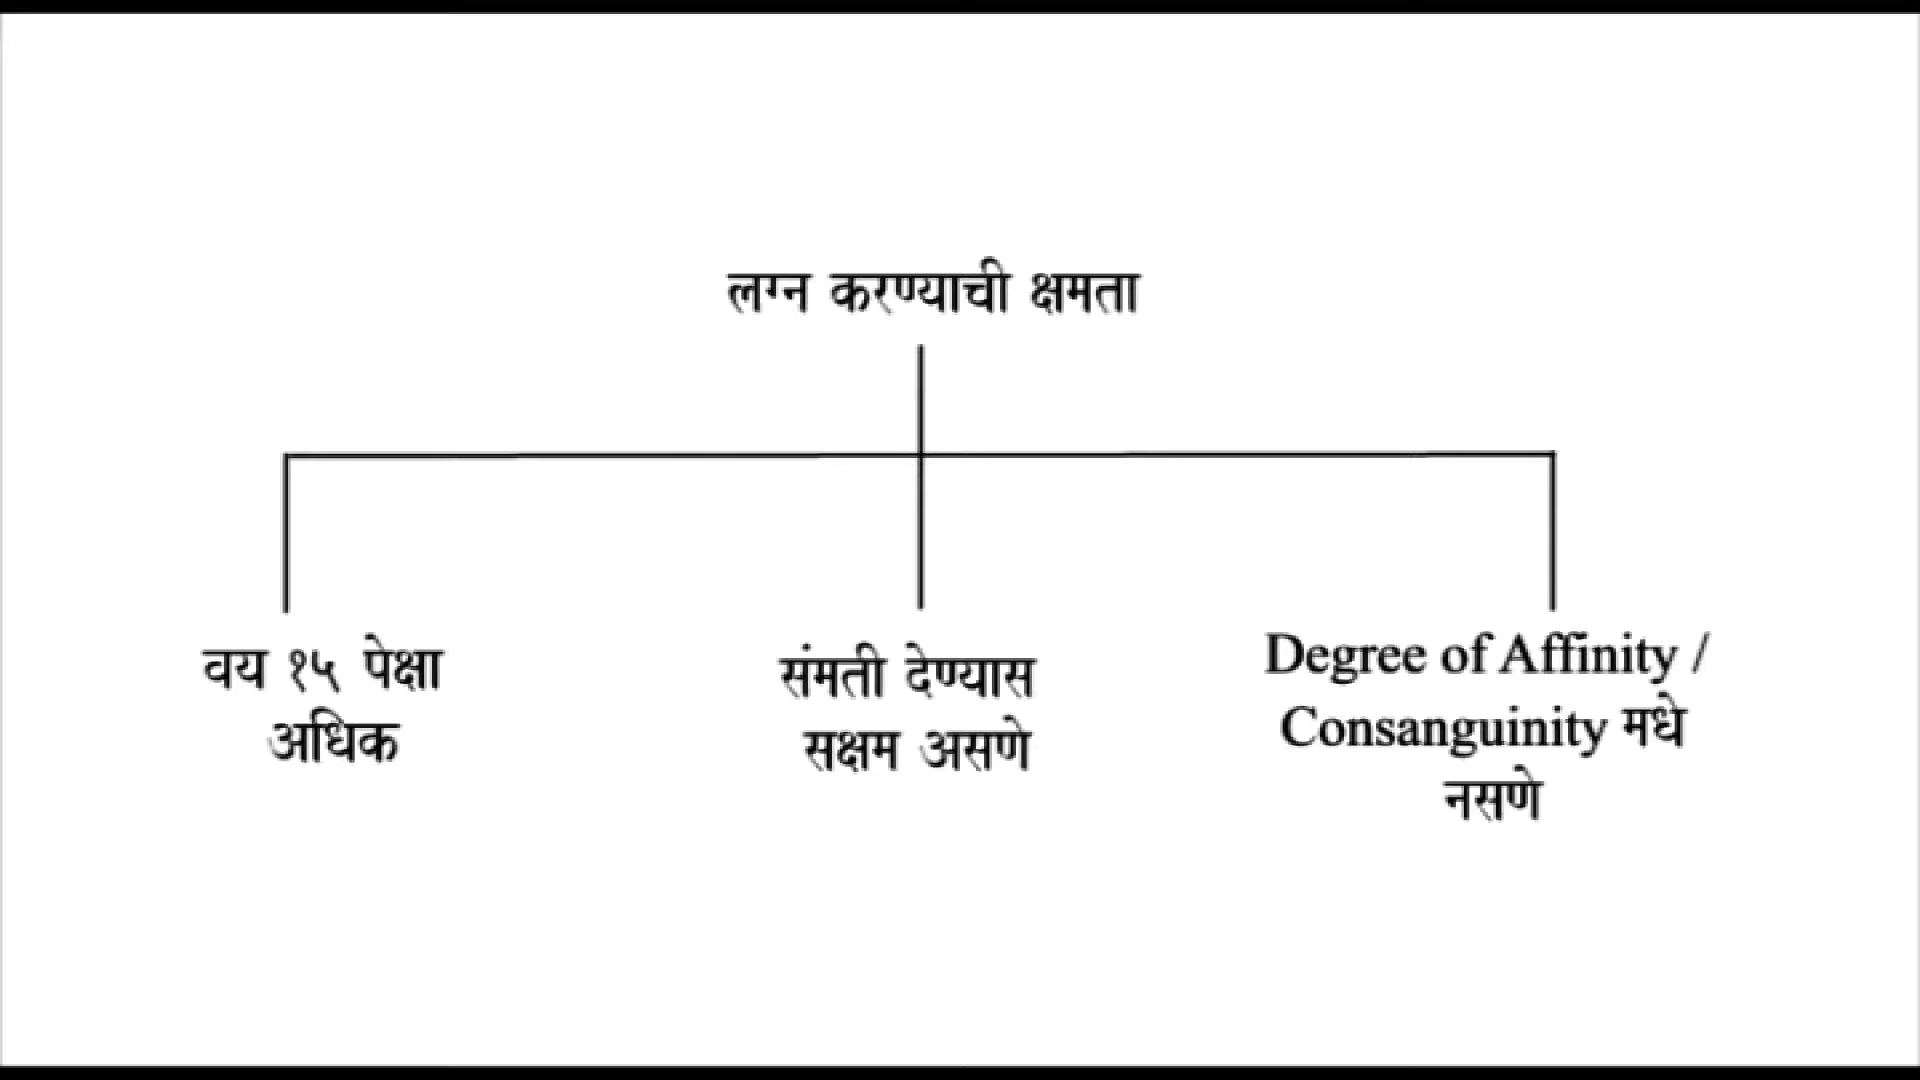 लग्न करण्याची क्षमता
वय १५ पेक्षा
अधिक
संमती देण्यास
सक्षम असणे
Degree of Affinity /
Consanguinity मधे
नसणे